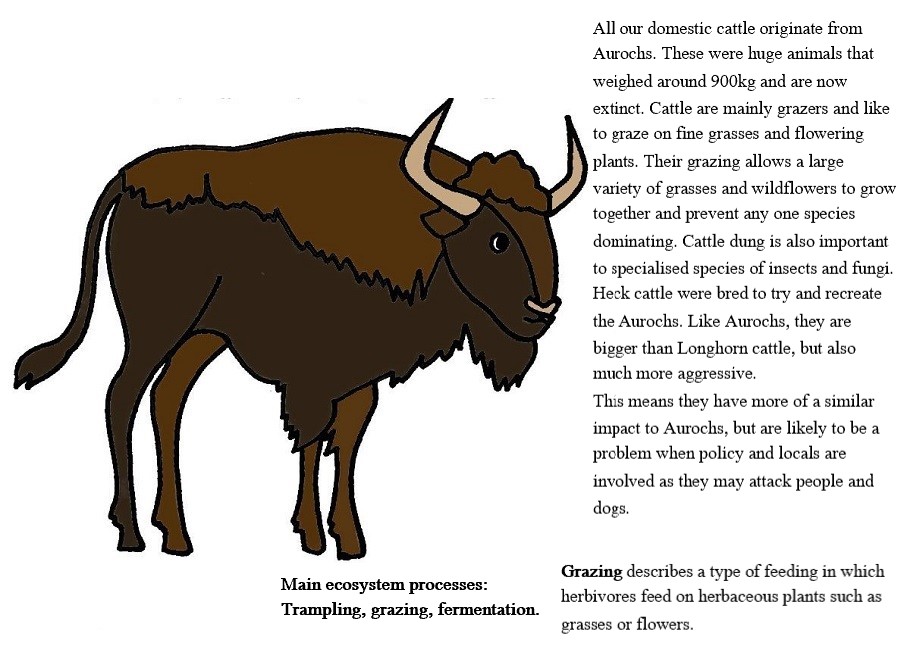 All our domestic cattle originate from
Aurochs. These were huge animals that
weighed around 900kg and are now
extinct. Cattle are mainly grazers and like
to graze on fine grasses and flowering
plants. Their grazing allows a large
variety of grasses and wildflowers to grow
together and prevent any one species
dominating. Cattle dung is also important
to specialised species of insects and fungi.
Heck cattle were bred to try and recreate
the Aurochs. Like Aurochs, they are
bigger than Longhorn cattle, but also
much more aggressive.
This means they have more of a similar
impact to Aurochs, but are likely to be a
problem when policy and locals are
involved as they may attack people and
dogs.
Main ecosystem processes:
Trampling, grazing, fermentation.
Grazing describes a type of feeding in which
herbivores feed on herbaceous plants such as
grasses or flowers.